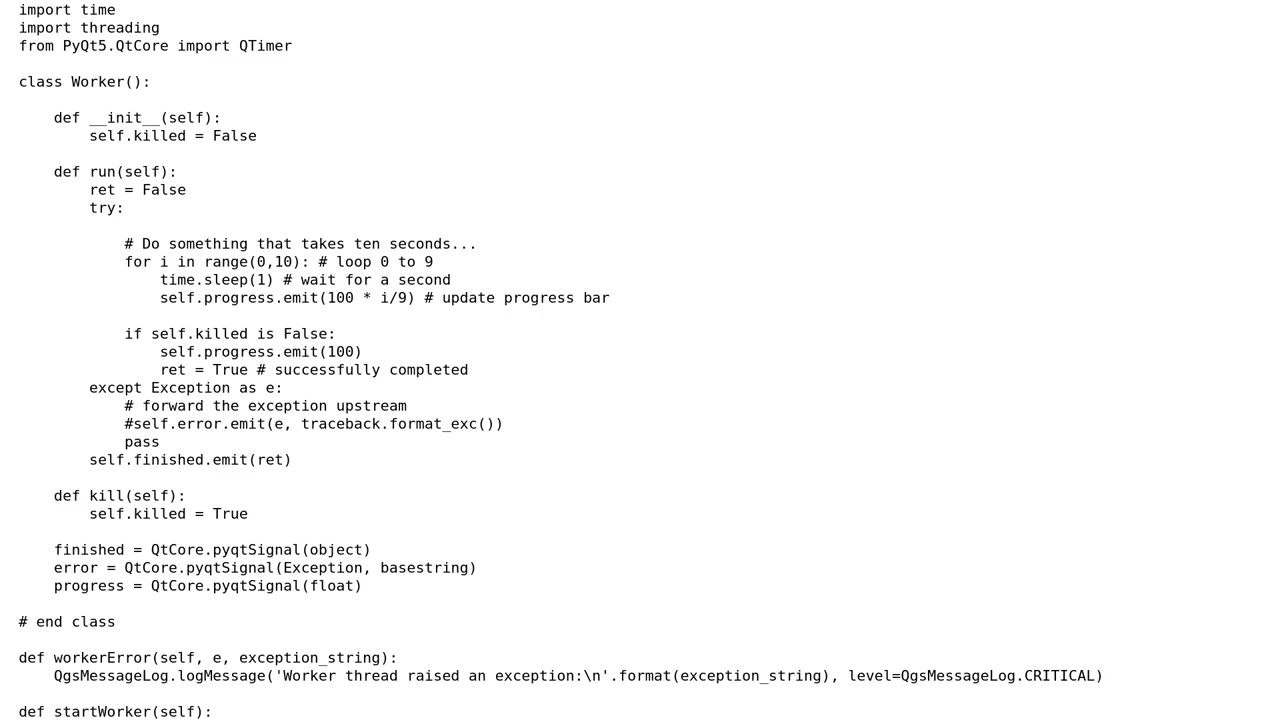 import time
import threading
from PyQt5.QtCore import QTimer

class Worker():

    def __init__(self):
        self.killed = False

    def run(self):
        ret = False
        try:

            # Do something that takes ten seconds...
            for i in range(0,10): # loop 0 to 9
                time.sleep(1) # wait for a second
                self.progress.emit(100 * i/9) # update progress bar

            if self.killed is False:
                self.progress.emit(100)
                ret = True # successfully completed
        except Exception as e:
            # forward the exception upstream
            #self.error.emit(e, traceback.format_exc())
            pass
        self.finished.emit(ret)

    def kill(self):
        self.killed = True

    finished = QtCore.pyqtSignal(object)
    error = QtCore.pyqtSignal(Exception, basestring)
    progress = QtCore.pyqtSignal(float)

# end class

def workerError(self, e, exception_string):
    QgsMessageLog.logMessage('Worker thread raised an exception:\n'.format(exception_string), level=QgsMessageLog.CRITICAL)

def startWorker(self):